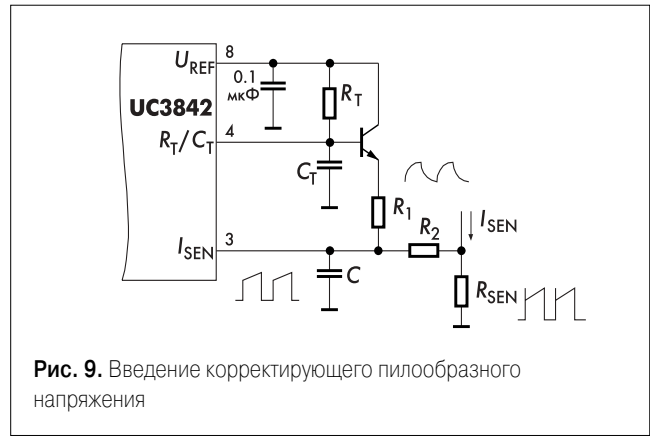 8
U_REF
0.1
мкФ
R_T
UC3842
4
R_T/C_T
C_T
R_1
I_SEN
R_2
3
I_SEN
C
R_SEN
Рис. 9. Введение корректирующего пилообразного
напряжения